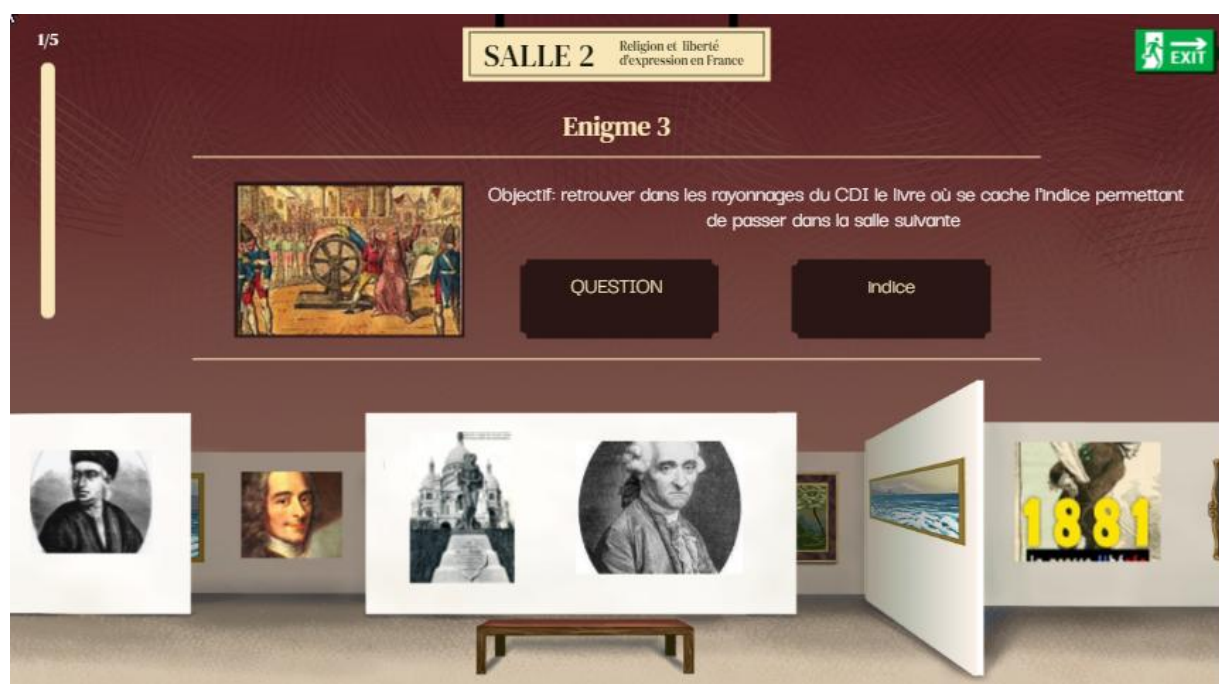 1/5
SALLE 2
Religion et liberté
d'expression en France
EXIT
Enigme 3
Objectif: retrouver dans les rayonnages du CDI le livre où se cache l'indice permettant
de passer dans la salle suivante
QUESTION
Indice
1881